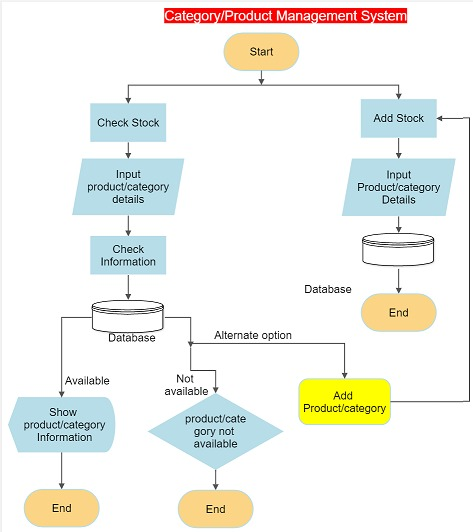 Category/Product Management System
Start
Check Stock
Add Stock
Input
product/category
details
Input
Product/category
Details
Check
Information
Database
Database
End
Alternate option
Available
Not
available
Add
Product/category
Show
product/category
Information
product/cate
gory not
available
End
End